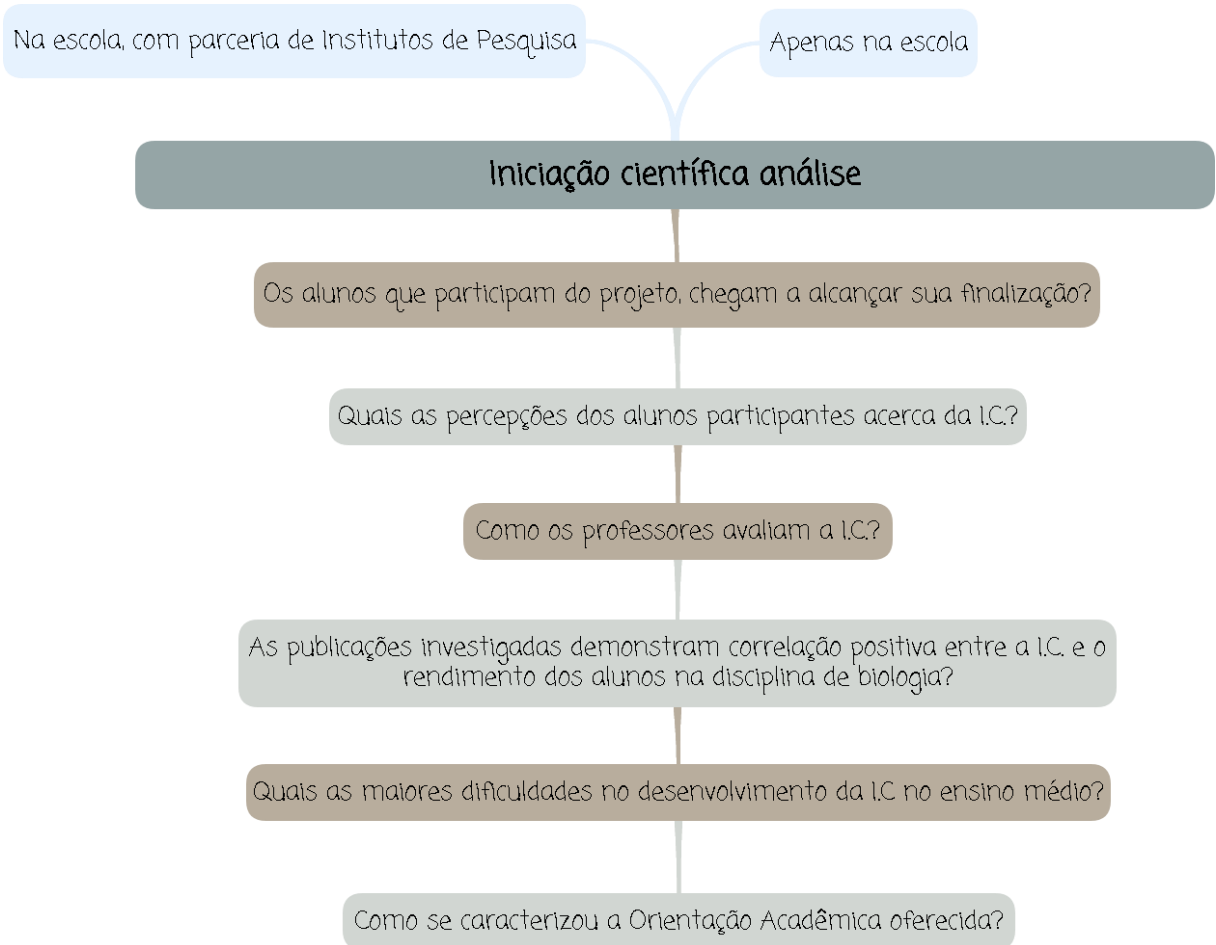 Na escola, com parceria de Institutos de Pesquisa
Apenas na escola
Iniciação científica análise
Os alunos que participam do projeto, chegam a alcançar sua finalização?
Quais as percepções dos alunos participantes acerca da I.C.?
Como os professores avaliam a I.C.?
As publicações investigadas demonstram correlação positiva entre a I.C. e o
rendimento dos alunos na disciplina de biologia?
Quais as maiores dificuldades no desenvolvimento da I.C no ensino médio?
Como se caracterizou a Orientação Acadêmica oferecida?